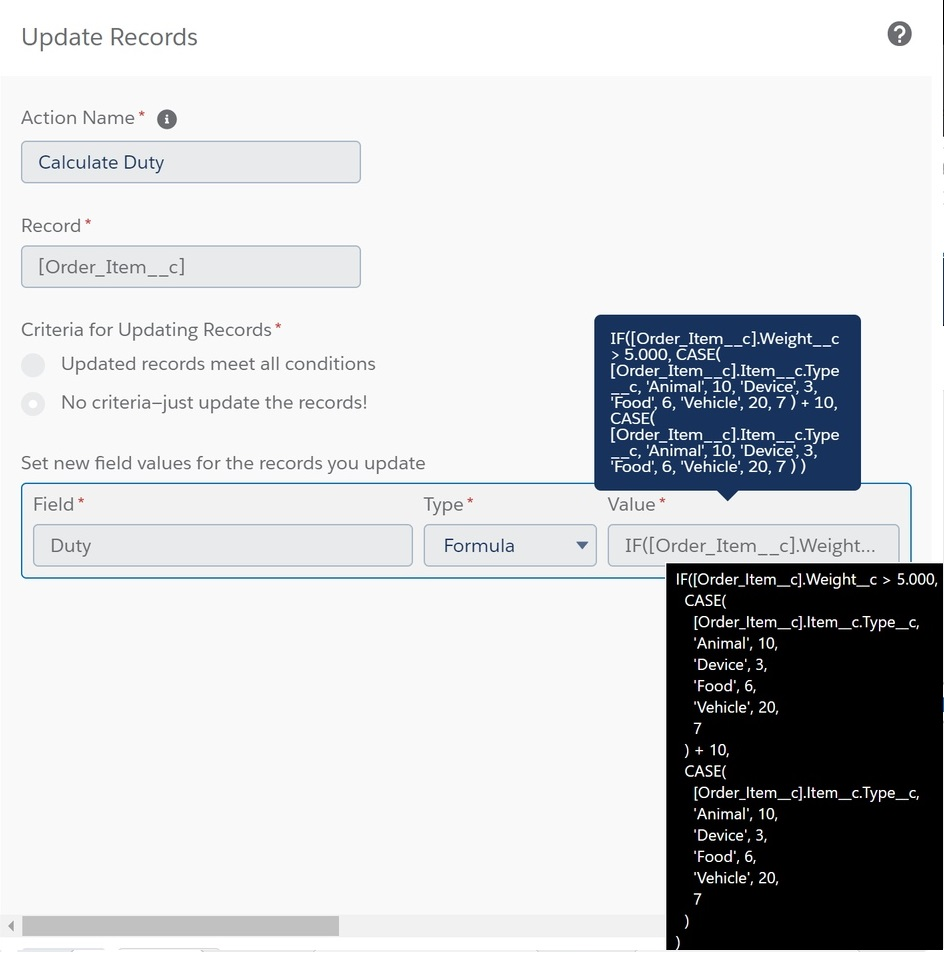 Update Records
?
Action Name* i
Calculate Duty
Record*
[Order_Item__c]
Criteria for Updating Records*
Updated records meet all conditions
No criteria—just update the records!
IF([Order_Item__c].Weight__c
> 5.000, CASE(
[Order_Item__c].Item__c.Type
__c, 'Animal', 10, 'Device', 3,
'Food', 6, 'Vehicle', 20, 7 ) + 10,
CASE(
[Order_Item__c].Item__c.Type
__c, 'Animal', 10, 'Device', 3,
'Food', 6, 'Vehicle', 20, 7 ) )
Set new field values for the records you update
Field* Type* Value*
Duty Formula IF([Order_Item__c].Weight...
IF([Order_Item__c].Weight__c > 5.000,
CASE(
[Order_Item__c].Item__c.Type__c,
'Animal', 10,
'Device', 3,
'Food', 6,
'Vehicle', 20,
7
) + 10,
CASE(
[Order_Item__c].Item__c.Type__c,
'Animal', 10,
'Device', 3,
'Food', 6,
'Vehicle', 20,
7
)
)